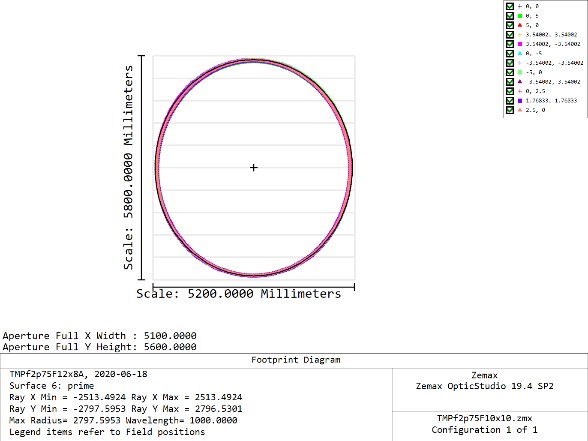 0, 0
0, 5
5, 0
3.54002, 3.54002
3.54002, -3.54002
0, -5
-3.54002, -3.54002
-5, 0
-3.54002, 3.54002
0, 2.5
1.76833, 1.76833
2.5, 0
Scale: 5800.0000 Millimeters
Scale: 5200.0000 Millimeters
Aperture Full X Width : 5100.0000
Aperture Full Y Height: 5600.0000
Footprint Diagram
TMPf2p75F12x8A, 2020-06-18
Surface 6: prime
Ray X Min = -2513.4924 Ray X Max = 2513.4924
Ray Y Min = -2797.5953 Ray Y Max = 2796.5301
Max Radius= 2797.5953 Wavelength= 1000.0000
Legend items refer to Field positions
Zemax
Zemax OpticStudio 19.4 SP2
TMPf2p75F10x10.zmx
Configuration 1 of 1